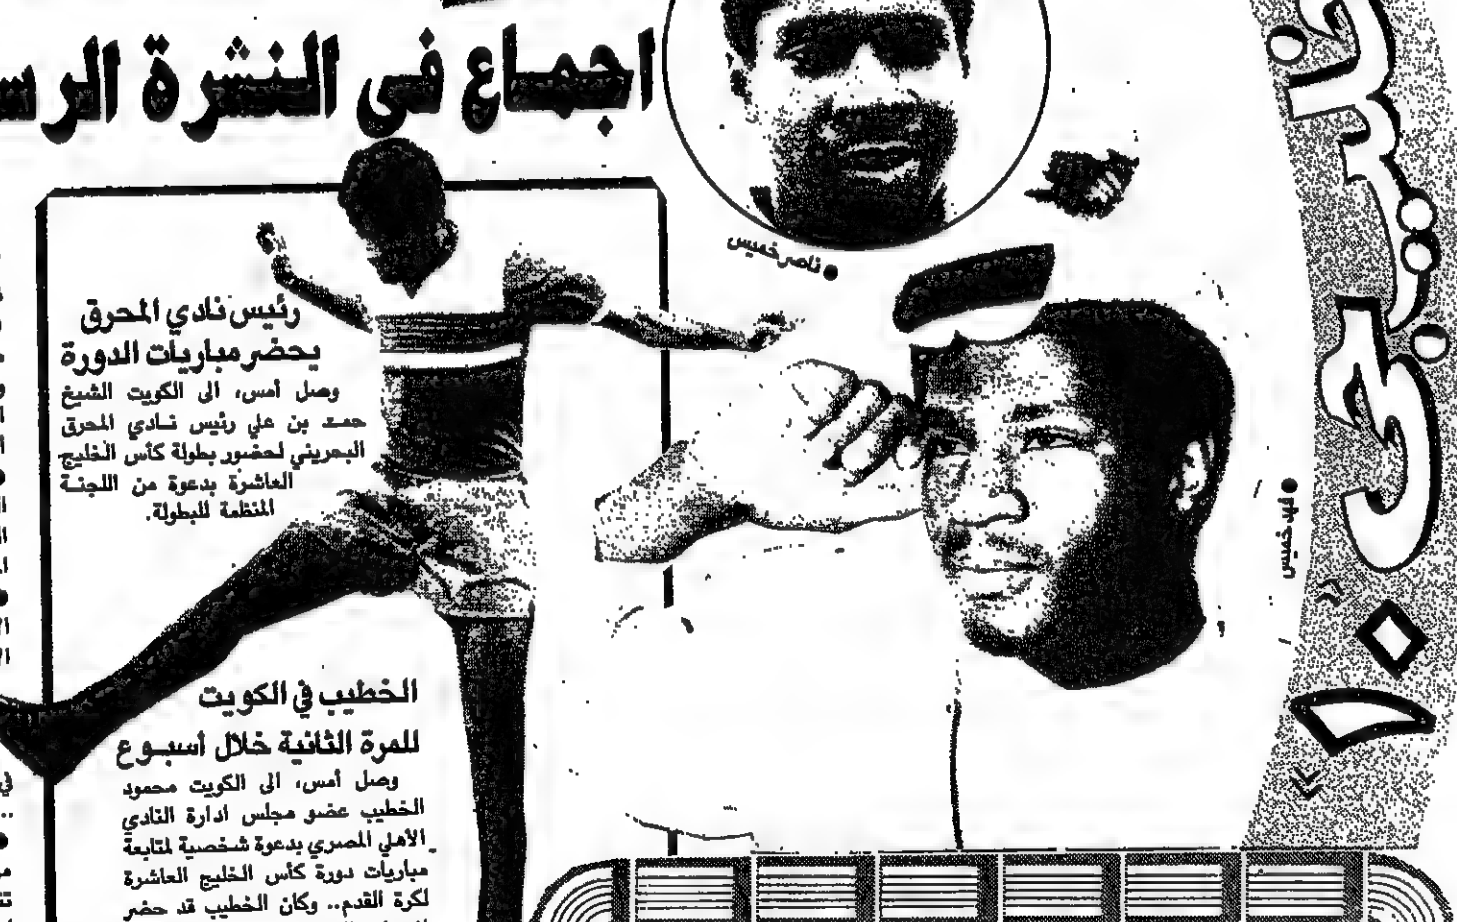 اجماع في النشرة
ناصر خميس
رئيس نادي المحرق
يحضر مباريات الدورة
وصل أمس، الى الكويت الشيخ
حمد بن علي رئيس نادي المحرق
البحريني لحضور بطولة كأس الخليج
العاشرة بدعوة من اللجنة
المنظمة للبطولة.
فهد خميس
الخطيب في الكويت
للمرة الثانية خلال أسبوع
وصل أمس، الى الكويت محمود
الخطيب عضو مجلس ادارة النادي
الأهلي المصري بدعوة شخصية لمتابعة
مباريات دورة كأس الخليج العاشرة
لكرة القدم.. وكان الخطيب قد حضر